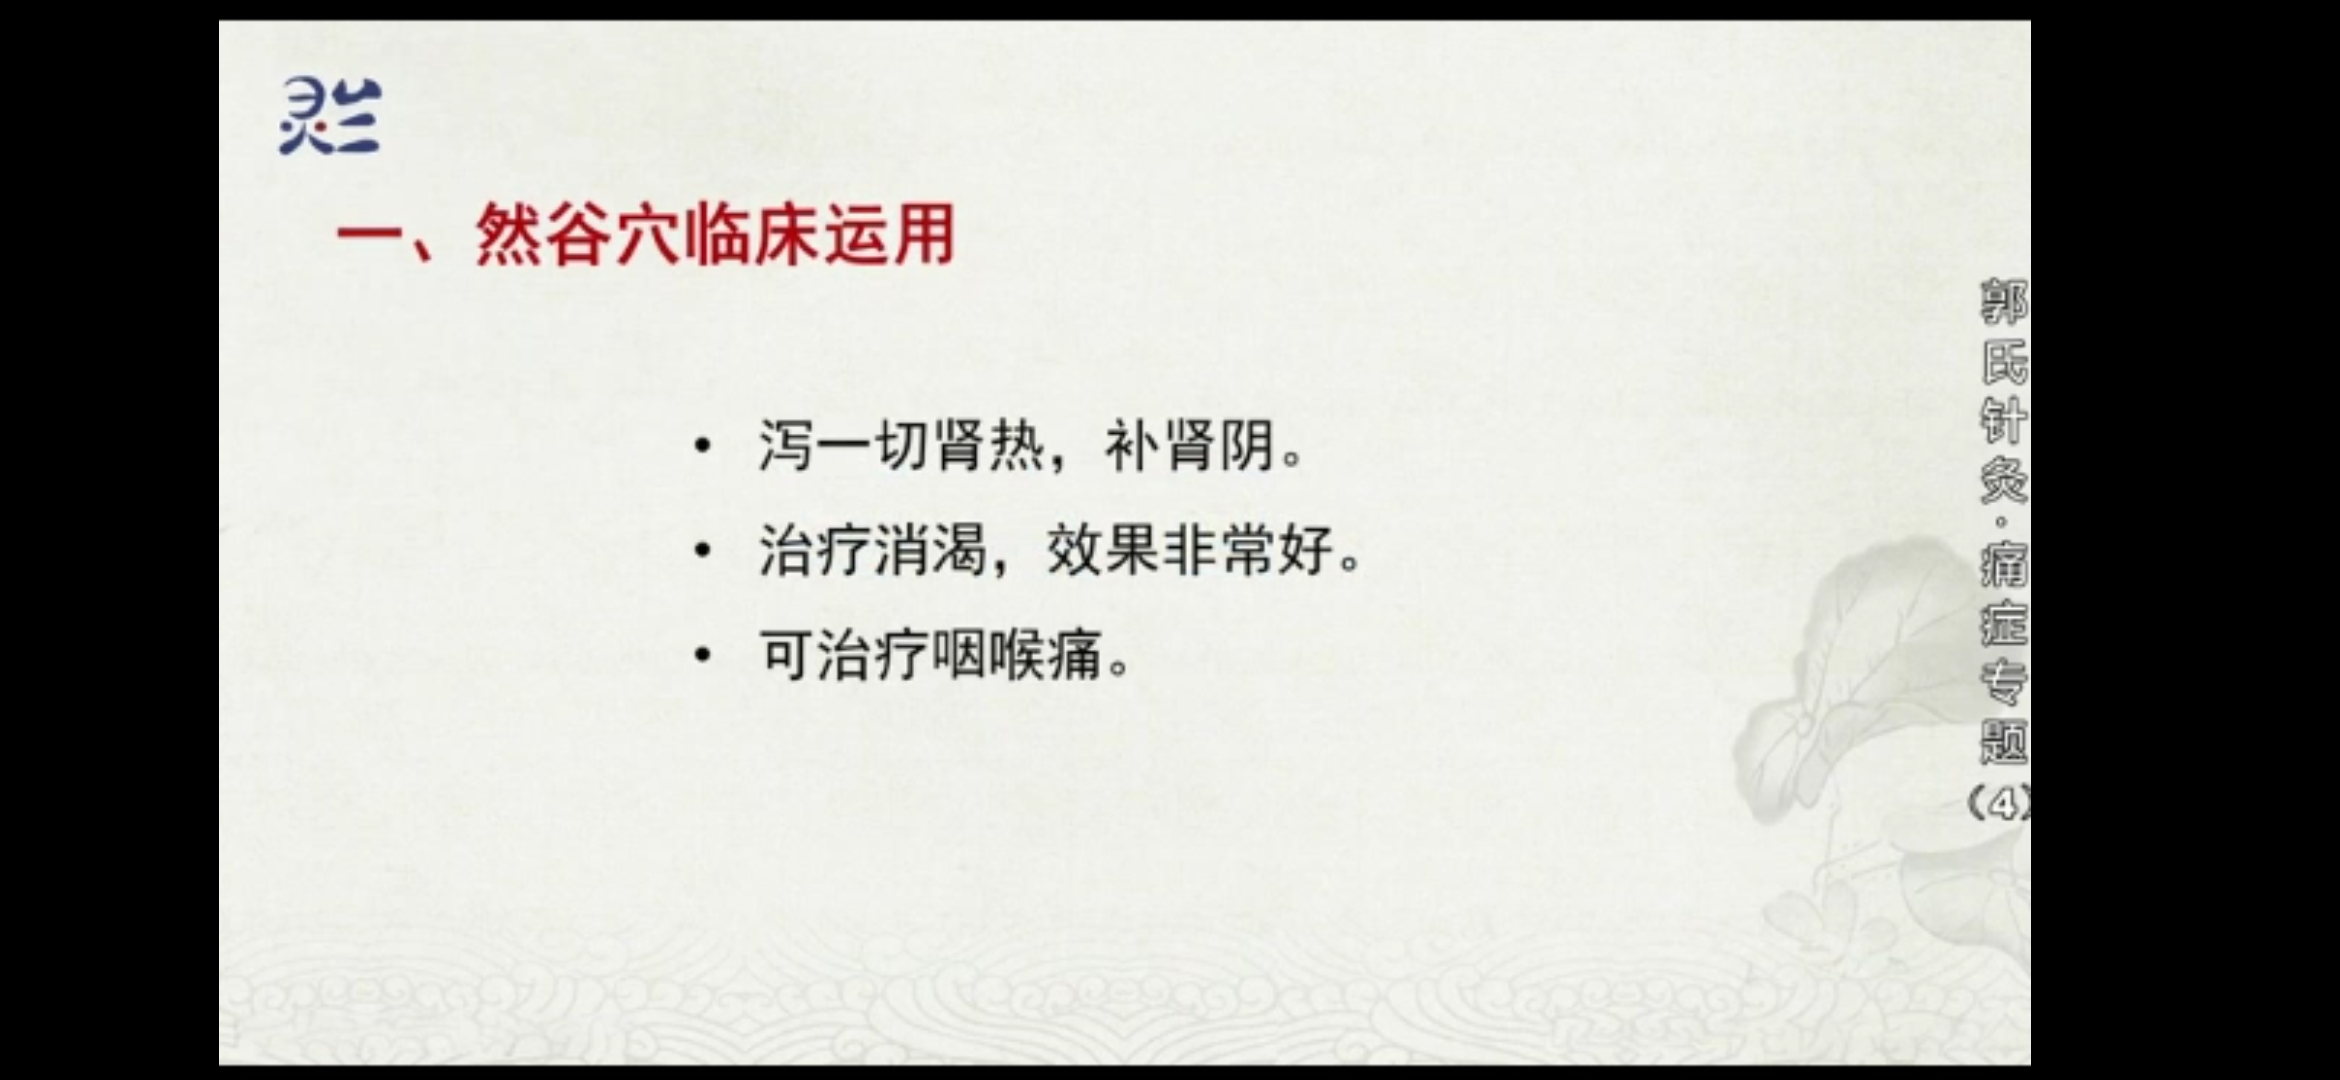 灵兰
一、然谷穴临床运用
• 泻一切肾热，补肾阴。
• 治疗消渴，效果非常好。
• 可治疗咽喉痛。
郭氏针灸·痛症专题（4）